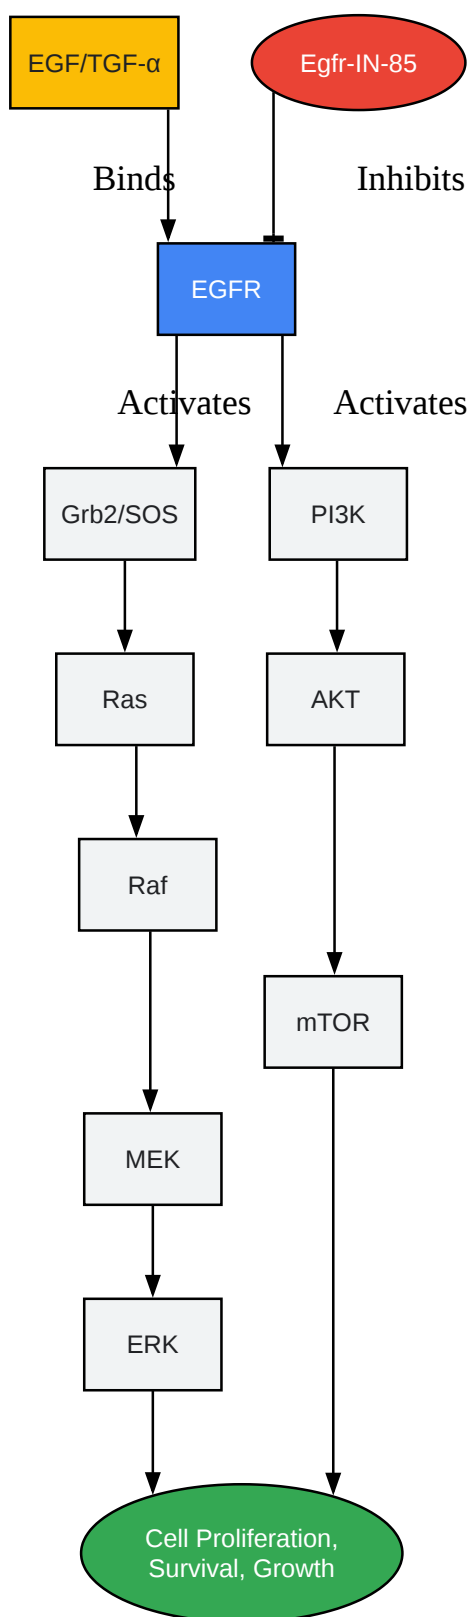 EGF/TGF-α
Egfr-IN-85
Binds
Inhibits
EGFR
Activates
Activates
Grb2/SOS
PI3K
Ras
AKT
Raf
mTOR
MEK
ERK
Cell Proliferation,
Survival, Growth